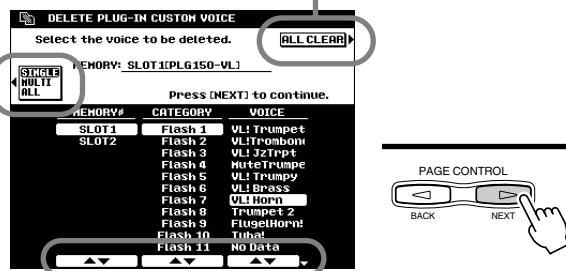 DELETE PLUG-IN CUSTOM VOICE
Select the voice to be deleted.
ALL CLEAR
MEMORY: SLOT1[PLG150-VL]
SINGLE
MULTI
ALL
Press [NEXT] to continue.
MEMORY# CATEGORY VOICE
SLOT1 Flash 1 VL! Trumpet
SLOT2 Flash 2 VL!Trombon
Flash 3 VL! JzTrpt
Flash 4 MuteTrumpe
Flash 5 VL! Trumpy
Flash 6 VL! Brass
Flash 7 VL! Horn
Flash 8 Trumpet 2
Flash 9 FlugelHorn!
Flash 10 Tuba!
Flash 11 No Data
PAGE CONTROL
BACK NEXT